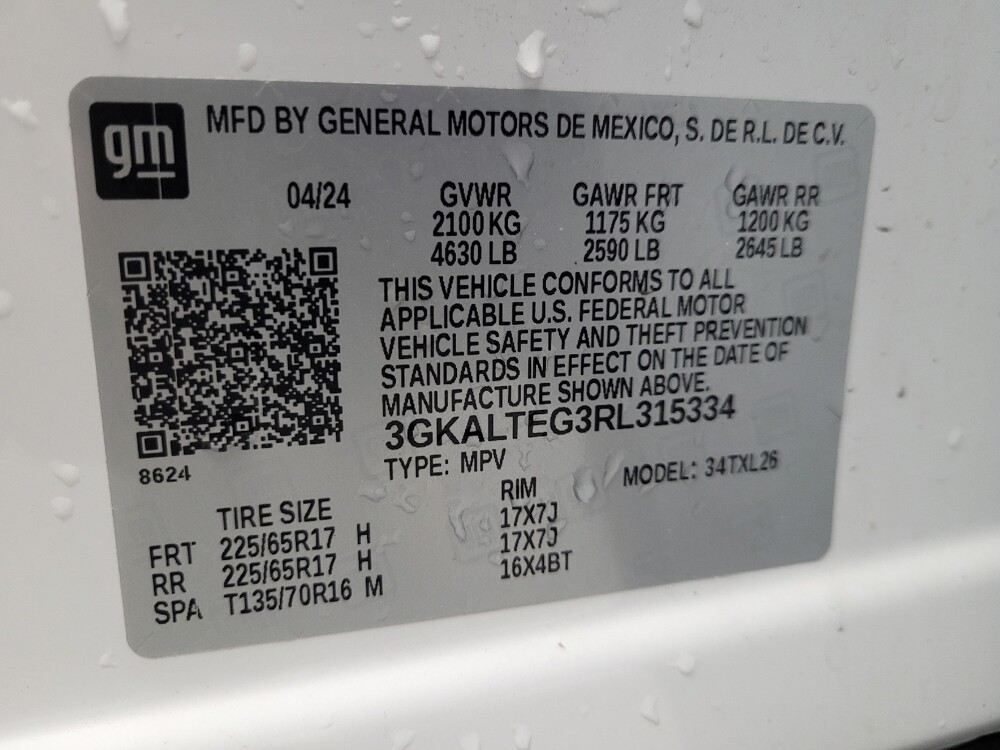 gm
MFD BY GENERAL MOTORS DE MEXICO, S. DE R.L. DE C.V.
04/24 GVWR GAWR FRT GAWR RR
2100 KG 1175 KG 1200 KG
4630 LB 2590 LB 2645 LB
THIS VEHICLE CONFORMS TO ALL
APPLICABLE U.S. FEDERAL MOTOR
VEHICLE SAFETY AND THEFT PREVENTION
STANDARDS IN EFFECT ON THE DATE OF
MANUFACTURE SHOWN ABOVE.
3GKALTEG3RL315334
8624
TYPE: MPV MODEL: 34TXL26
TIRE SIZE RIM
FRT 225/65R17 H 17X7J
RR 225/65R17 H 17X7J
SPA T135/70R16 M 16X4BT